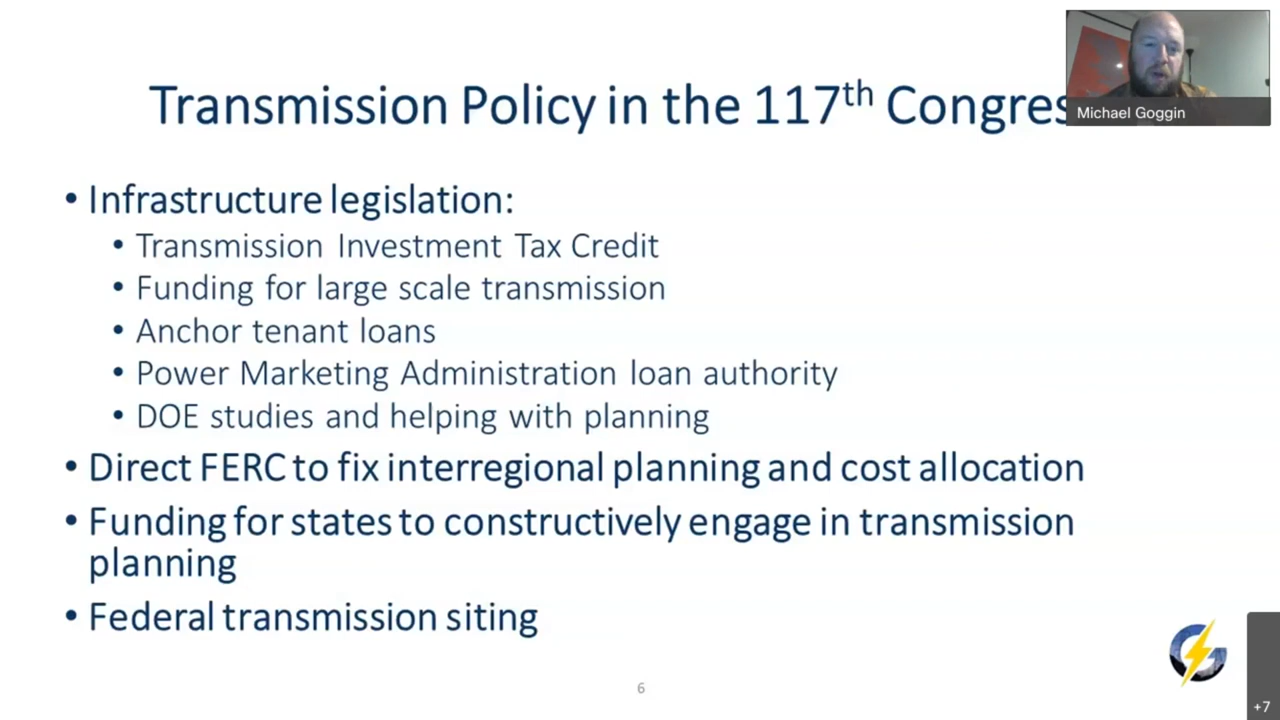 Transmission Policy in the 117th Congres
Michael Goggin
• Infrastructure legislation:
• Transmission Investment Tax Credit
• Funding for large scale transmission
• Anchor tenant loans
• Power Marketing Administration loan authority
• DOE studies and helping with planning
• Direct FERC to fix interregional planning and cost allocation
• Funding for states to constructively engage in transmission
planning
• Federal transmission siting
6
+7